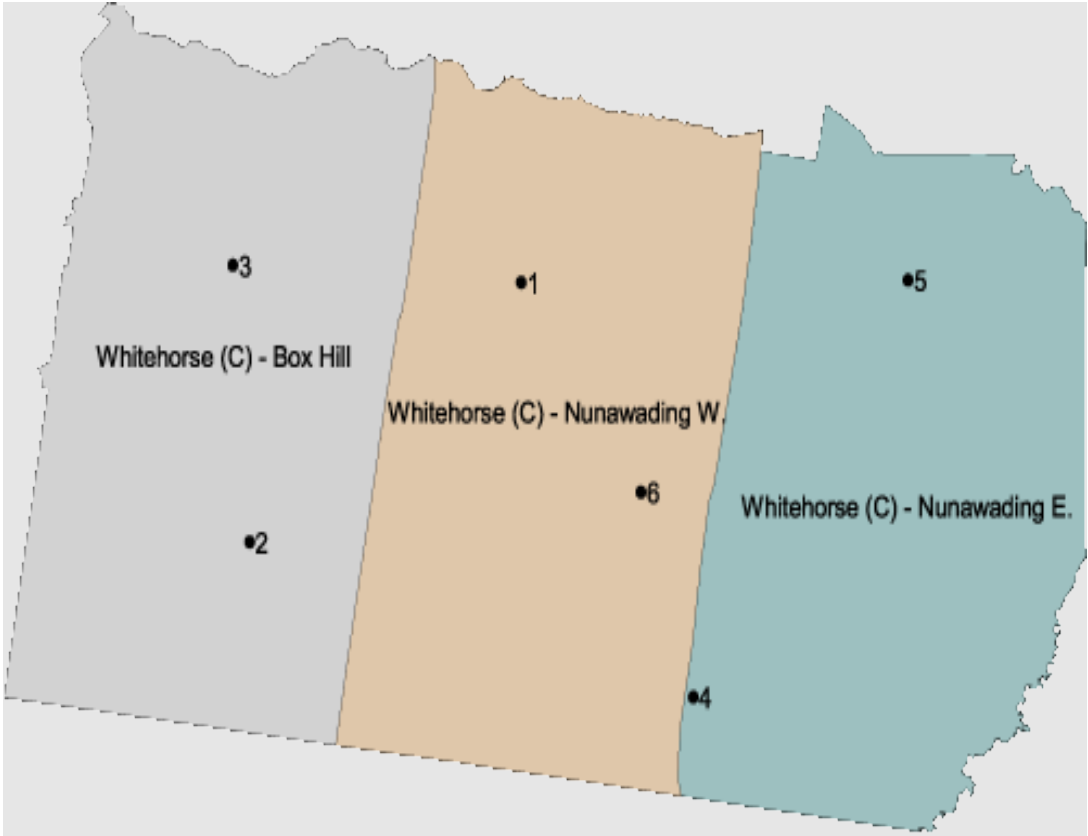 3
1
5
Whitehorse (C) - Box Hill
Whitehorse (C) - Nunawading W.
6
Whitehorse (C) - Nunawading E.
2
4